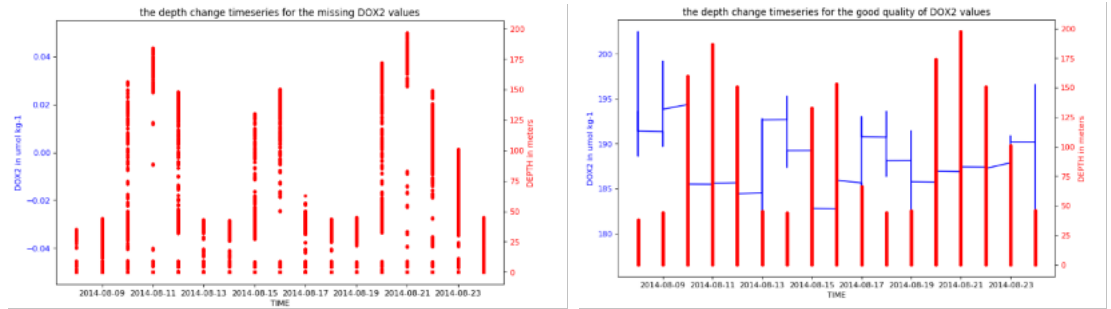 the depth change timeseries for the missing DOX2 values
DOX2 in umol kg-1
0.04
0.02
0.00
−0.02
−0.04
200
175
150
125
100
75
50
25
0
DEPTH in meters
2014-08-09 2014-08-11 2014-08-13 2014-08-15 2014-08-17 2014-08-19 2014-08-21 2014-08-23
TIME
the depth change timeseries for the good quality of DOX2 values
DOX2 in umol kg-1
200
195
190
185
180
200
175
150
125
100
75
50
25
0
DEPTH in meters
2014-08-09 2014-08-11 2014-08-13 2014-08-15 2014-08-17 2014-08-19 2014-08-21 2014-08-23
TIME